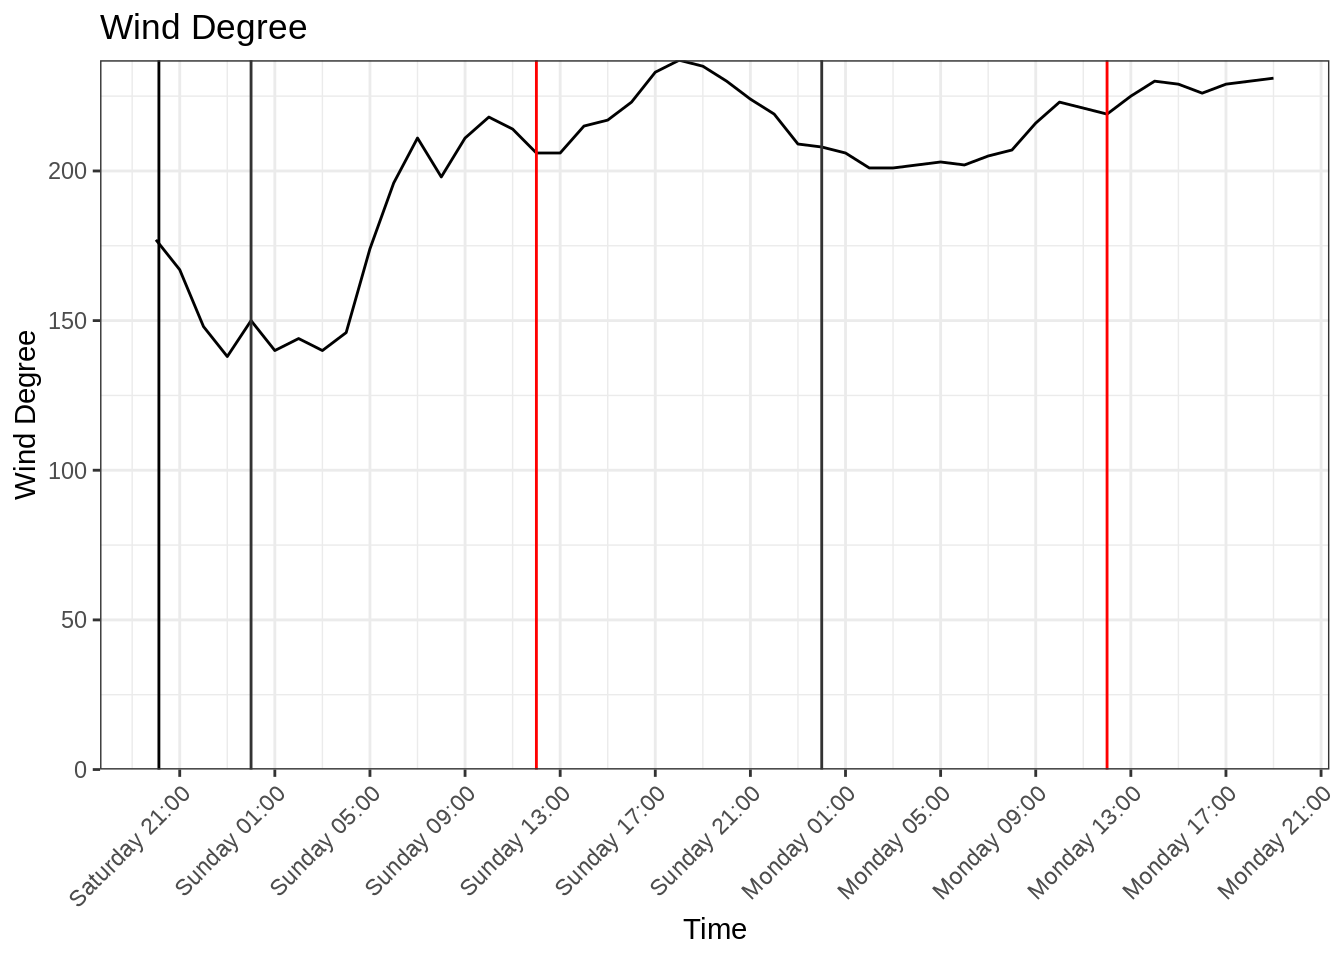 Wind Degree
Wind Degree
200
150
100
50
0
Saturday 21:00
Sunday 01:00
Sunday 05:00
Sunday 09:00
Sunday 13:00
Sunday 17:00
Sunday 21:00
Monday 01:00
Monday 05:00
Monday 09:00
Monday 13:00
Monday 17:00
Monday 21:00
Time